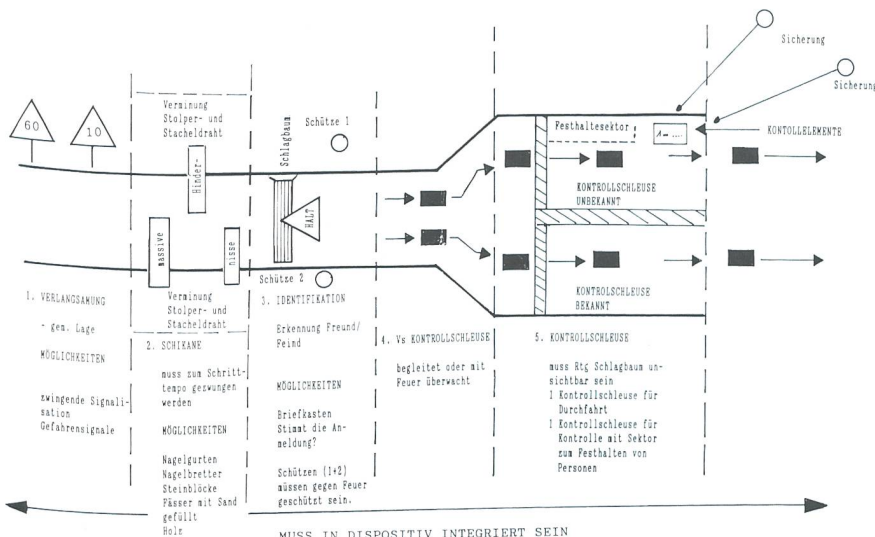 Sicherung
Sicherung
Verminung
Stolper- und
Stacheldraht
60
10
Schlagbaum
Schütze 1
Festhaltesektor
KONTOLLELEMENTE
Hinder-
HALT
KONTROLLSCHLEUSE
UNBEKANNT
massive
nisse
KONTROLLSCHLEUSE
BEKANNT
Schütze 2
Verminung
Stolper- und
Stacheldraht
1. VERLANGSAMUNG
- gem. Lage
MÖGLICHKEITEN
zwingende Signali-
sation
Gefahrensignale
2. SCHIKANE
muss zum Schritt-
tempo gezwungen
werden
MÖGLICHKEITEN
Nagelgurten
Nagelbretter
Steinblöcke
Fässer mit Sand
gefüllt
Holz
3. IDENTIFIKATION
Erkennung Freund/
Feind
MÖGLICHKEITEN
Briefkasten
Stimmt die An-
meldung?
Schützen (1+2)
müssen gegen Feuer
geschützt sein.
4. Vs KONTROLLSCHLEUSE
begleitet oder mit
Feuer überwacht
5. KONTROLLSCHLEUSE
muss Rtg Schlagbaum un-
sichtbar sein
1 Kontrollschleuse für
Durchfahrt
1 Kontrollschleuse für
Kontrolle mit Sektor
zum Festhalten von
Personen
MUSS IN DISPOSITIV INTEGRIERT SEIN